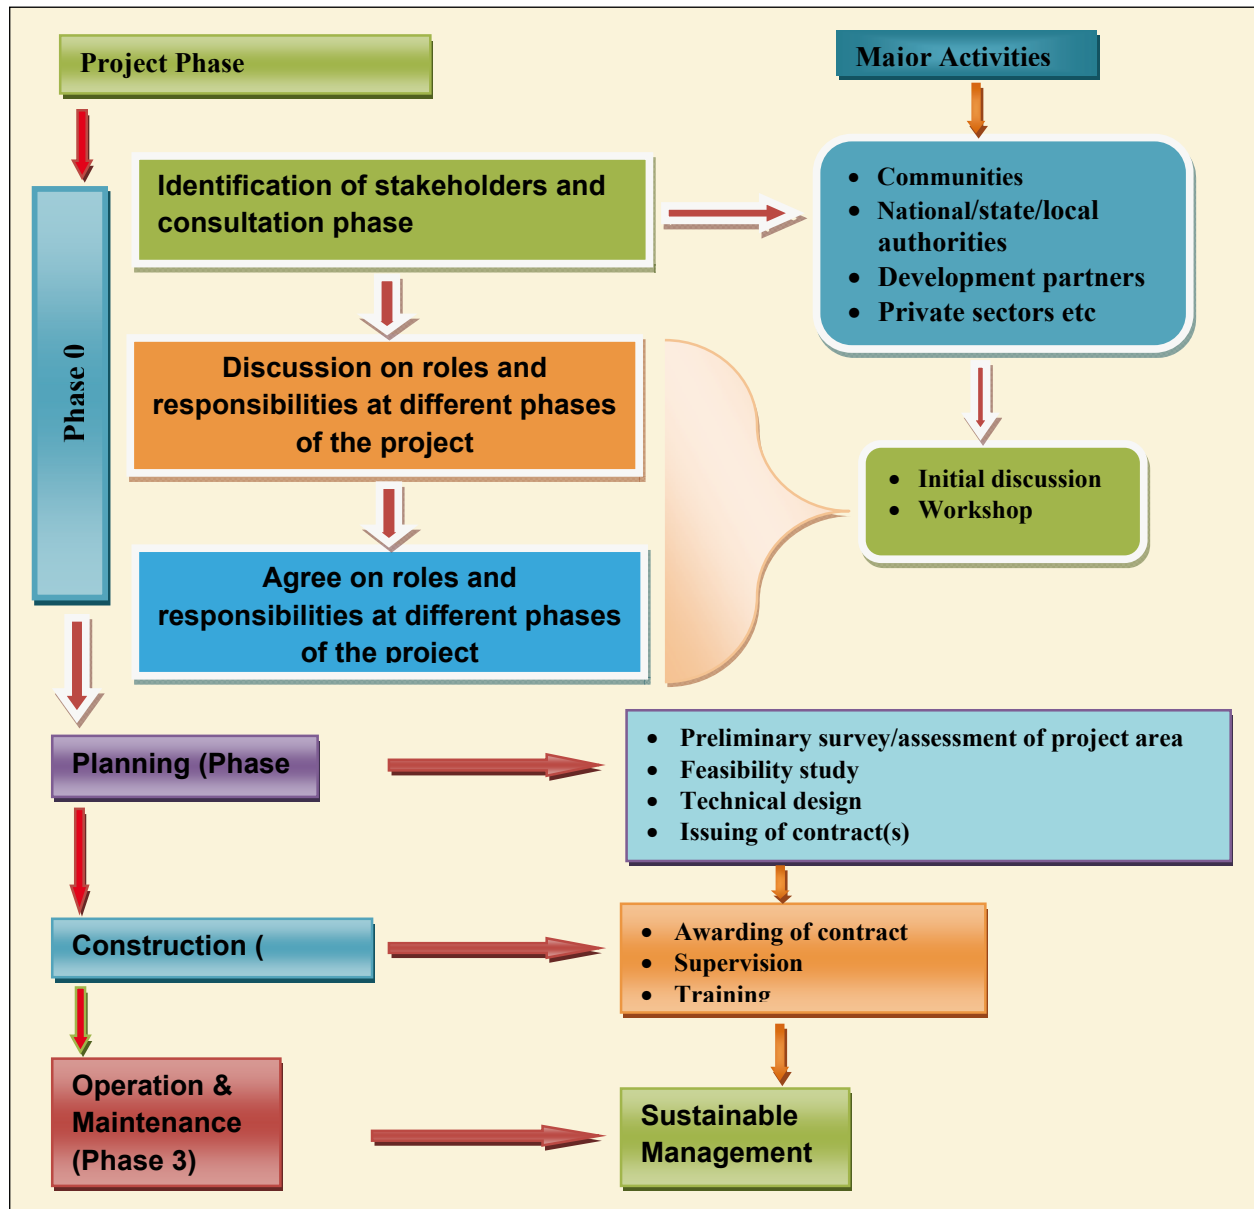 Project Phase
Maior Activities
Phase 0
Identification of stakeholders and
consultation phase
• Communities
• National/state/local
authorities
• Development partners
• Private sectors etc
Discussion on roles and
responsibilities at different phases
of the project
• Initial discussion
• Workshop
Agree on roles and
responsibilities at different phases
of the project
Planning (Phase
• Preliminary survey/assessment of project area
• Feasibility study
• Technical design
• Issuing of contract(s)
Construction (
• Awarding of contract
• Supervision
• Training
Operation &
Maintenance
(Phase 3)
Sustainable
Management